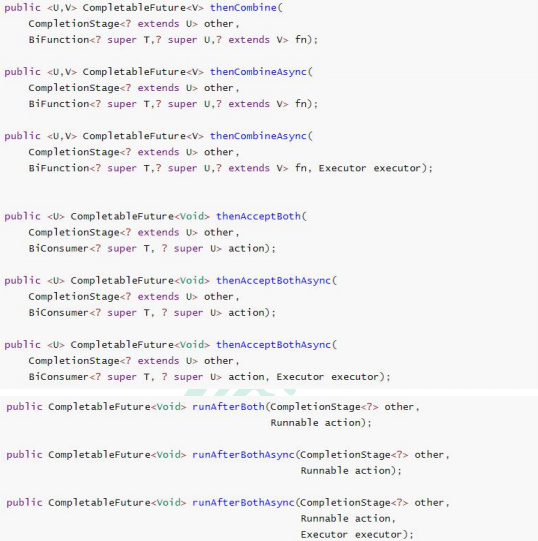 public <U,V> CompletableFuture<V> thenCombine(
    CompletionStage<? extends U> other,
    BiFunction<? super T,? super U,? extends V> fn);

public <U,V> CompletableFuture<V> thenCombineAsync(
    CompletionStage<? extends U> other,
    BiFunction<? super T,? super U,? extends V> fn);

public <U,V> CompletableFuture<V> thenCombineAsync(
    CompletionStage<? extends U> other,
    BiFunction<? super T,? super U,? extends V> fn, Executor executor);

public <U> CompletableFuture<Void> thenAcceptBoth(
    CompletionStage<? extends U> other,
    BiConsumer<? super T, ? super U> action);

public <U> CompletableFuture<Void> thenAcceptBothAsync(
    CompletionStage<? extends U> other,
    BiConsumer<? super T, ? super U> action);

public <U> CompletableFuture<Void> thenAcceptBothAsync(
    CompletionStage<? extends U> other,
    BiConsumer<? super T, ? super U> action, Executor executor);

public CompletableFuture<Void> runAfterBoth(CompletionStage<?> other,
                                            Runnable action);

public CompletableFuture<Void> runAfterBothAsync(CompletionStage<?> other,
                                                 Runnable action);

public CompletableFuture<Void> runAfterBothAsync(CompletionStage<?> other,
                                                 Runnable action,
                                                 Executor executor);